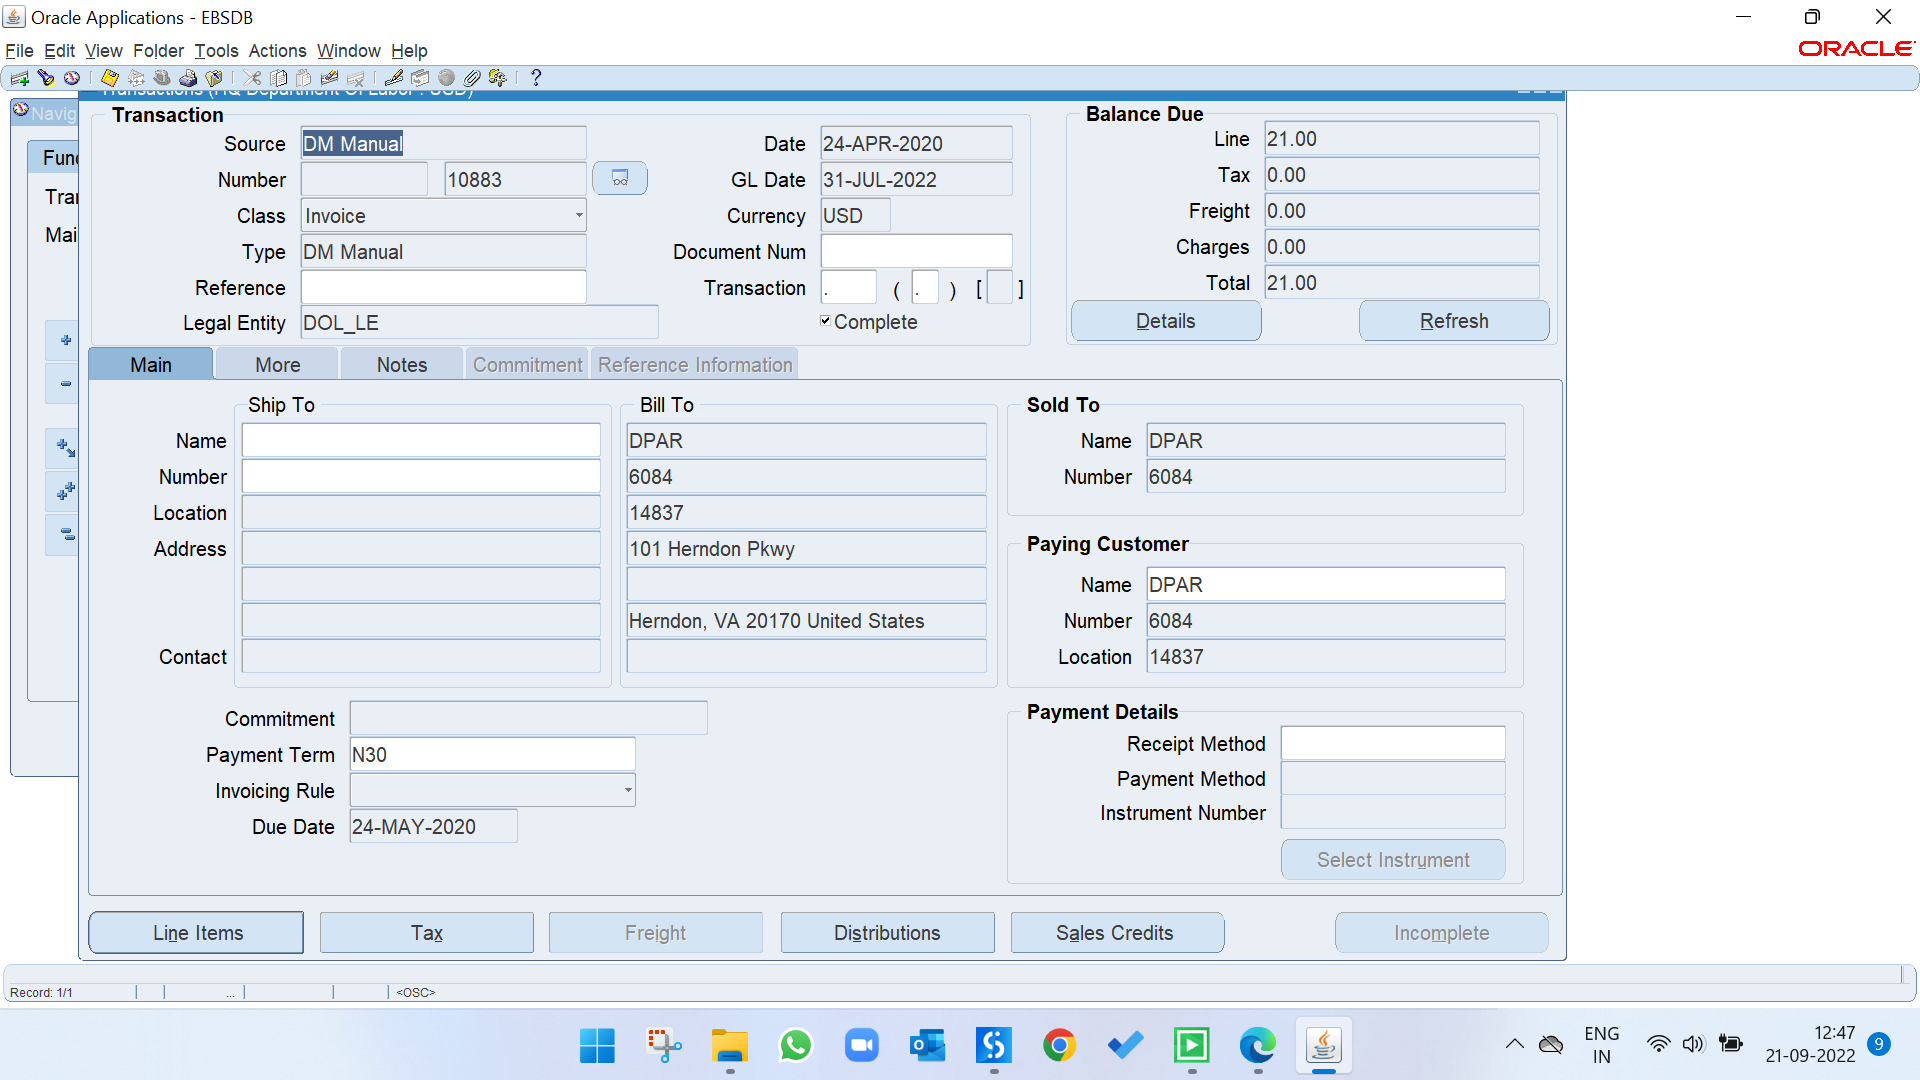 Oracle Applications - EBSDB
File Edit View Folder Tools Actions Window Help
ORACLE
Transactions (HQ Department Of Labor : USD)
Navig
Func
Tran
Mai
Transaction
Source DM Manual
Number 10883
Class Invoice
Type DM Manual
Reference
Legal Entity DOL_LE
Date 24-APR-2020
GL Date 31-JUL-2022
Currency USD
Document Num
Transaction . ( . ) [ ]
Complete
Balance Due
Line 21.00
Tax 0.00
Freight 0.00
Charges 0.00
Total 21.00
Details Refresh
Main More Notes Commitment Reference Information
Ship To
Name
Number
Location
Address
Contact
Bill To
DPAR
6084
14837
101 Herndon Pkwy
Herndon, VA 20170 United States
Sold To
Name DPAR
Number 6084
Paying Customer
Name DPAR
Number 6084
Location 14837
Commitment
Payment Term N30
Invoicing Rule
Due Date 24-MAY-2020
Payment Details
Receipt Method
Payment Method
Instrument Number
Select Instrument
Line Items Tax Freight Distributions Sales Credits Incomplete
Record: 1/1 ... <OSC>
ENG
IN
12:47
21-09-2022
9